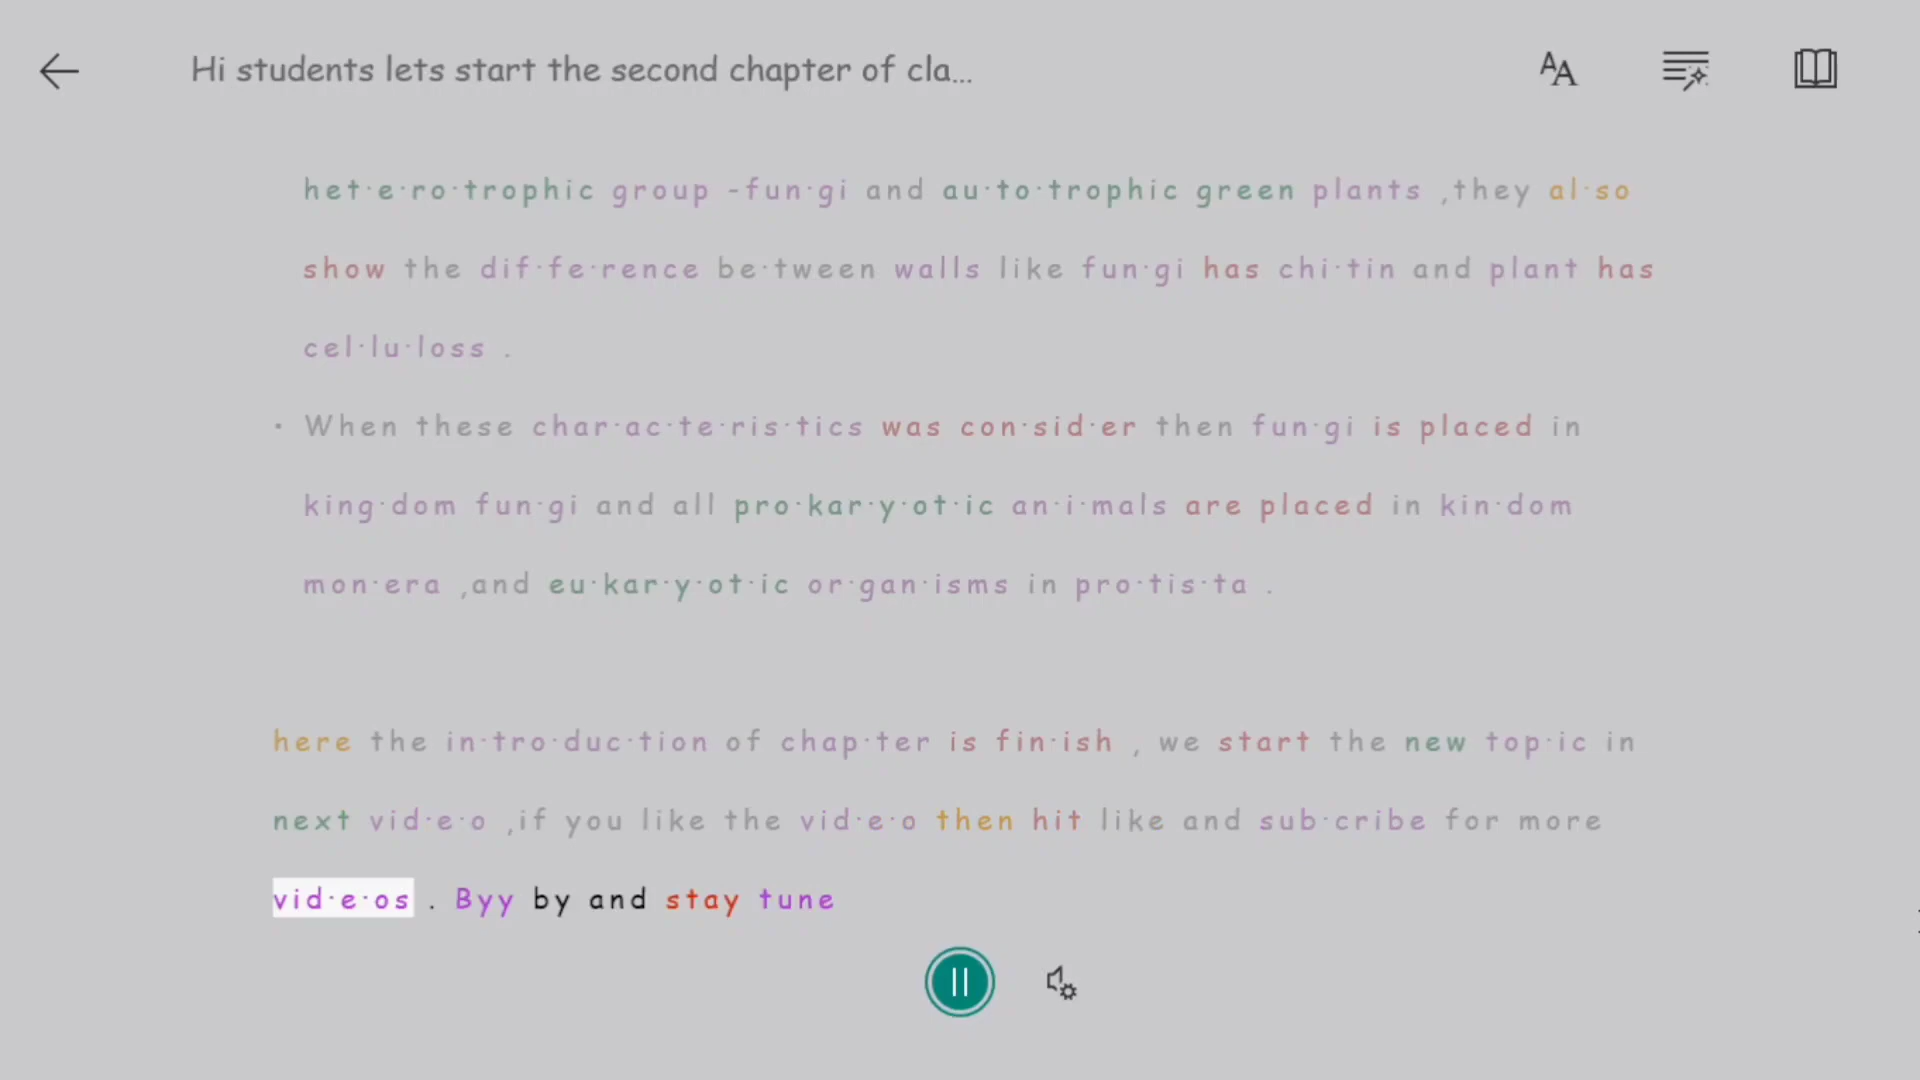 Hi students lets start the second chapter of cla...
het·e·ro·trophic group -fun·gi and au·to·trophic green plants ,they al·so
show the dif·fe·rence be·tween walls like fun·gi has chi·tin and plant has
cel·lu·loss .
• When these char·ac·te·ris·tics was con·sid·er then fun·gi is placed in
king·dom fun·gi and all pro·kar·y·ot·ic an·i·mals are placed in kin·dom
mon·era ,and eu·kar·y·ot·ic or·gan·isms in pro·tis·ta .
here the in·tro·duc·tion of chap·ter is fin·ish , we start the new top·ic in
next vid·e·o ,if you like the vid·e·o then hit like and sub·cribe for more
vid·e·os . Byy by and stay tune